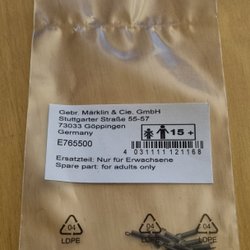 Gebr. Märklin & Cie. GmbH
Stuttgarter Straße 55-57
73033 Göppingen
Germany
15+
E765500
4 031111 121168
Ersatzteil: Nur für Erwachsene
Spare part: for adults only
04
LDPE
04
LDPE
04
LDPE